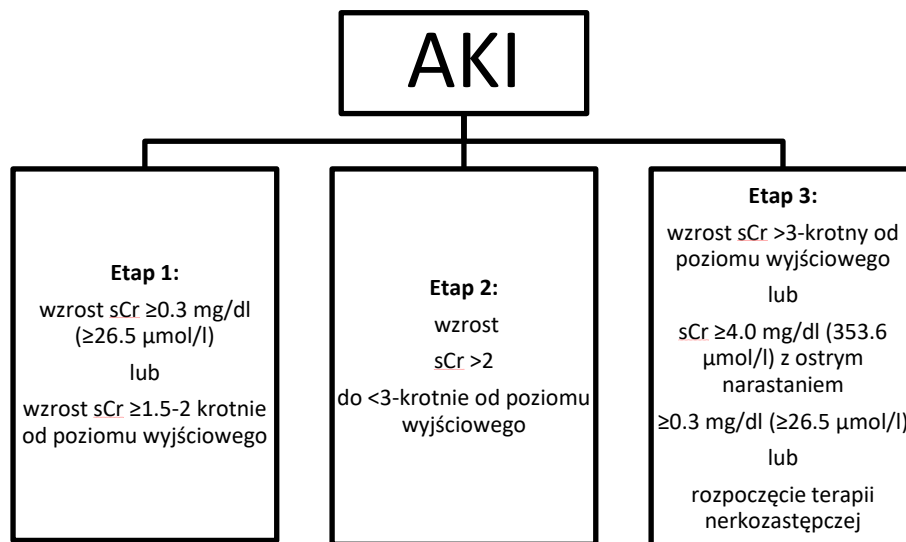 AKI
Etap 1:
wzrost sCr ≥0.3 mg/dl
(≥26.5 μmol/l)
lub
wzrost sCr ≥1.5-2 krotnie
od poziomu wyjściowego
Etap 2:
wzrost
sCr >2
do <3-krotnie od poziomu
wyjściowego
Etap 3:
wzrost sCr >3-krotny od
poziomu wyjściowego
lub
sCr ≥4.0 mg/dl (353.6
μmol/l) z ostrym
narastaniem
≥0.3 mg/dl (≥26.5 μmol/l)
lub
rozpoczęcie terapii
nerkozastępczej